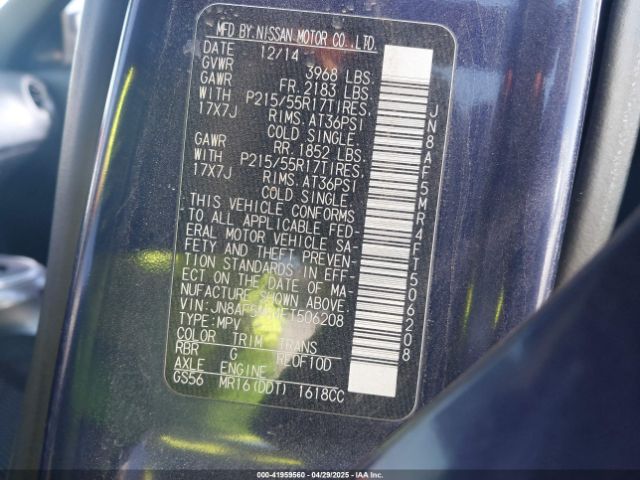 MFD BY NISSAN MOTOR CO.,LTD.
DATE 12/14
GVWR 3968 LBS.
GAWR FR. 2183 LBS
WITH P215/55R17TIRES.
17X7J RIMS. AT36PSI
COLD SINGLE.
GAWR RR. 1852 LBS.
WITH P215/55R17TIRES.
17X7J RIMS. AT36PSI
COLD SINGLE.
THIS VEHICLE CONFORMS
TO ALL APPLICABLE FED-
ERAL MOTOR VEHICLE SA-
FETY AND THEFT PREVEN-
TION STANDARDS IN EFF-
ECT ON THE DATE OF MA-
NUFACTURE SHOWN ABOVE.
VIN: 506208
TYPE: MPV
COLOR TRIM TRANS
RBR G RE0F10D
AXLE ENGINE
GS56 MR16(DDT) 1618CC
JN8AF5MR4FT506208
000-41959560 04/29/2025 IAAI.COM